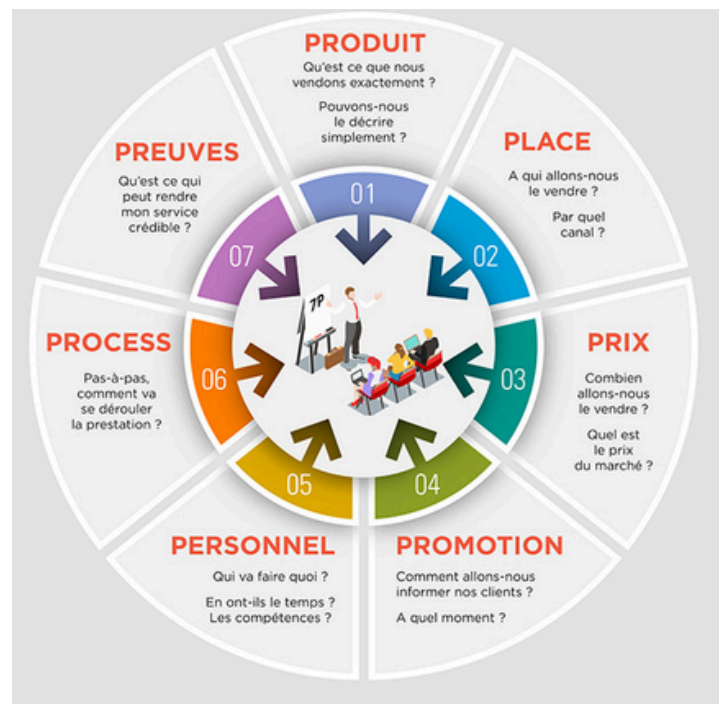 PRODUIT
Qu'est ce que nous
vendons exactement ?
Pouvons-nous
le décrire
simplement ?
01
PLACE
A qui allons-nous
le vendre ?
Par quel
canal ?
02
PRIX
Combien
allons-nous
le vendre ?
Quel est
le prix
du marché ?
03
PROMOTION
Comment allons-nous
informer nos clients ?
A quel moment ?
04
PERSONNEL
Qui va faire quoi ?
En ont-ils le temps ?
Les compétences ?
05
PROCESS
Pas-à-pas,
comment va
se dérouler
la prestation ?
06
PREUVES
Qu'est ce qui
peut rendre
mon service
crédible ?
07
7P